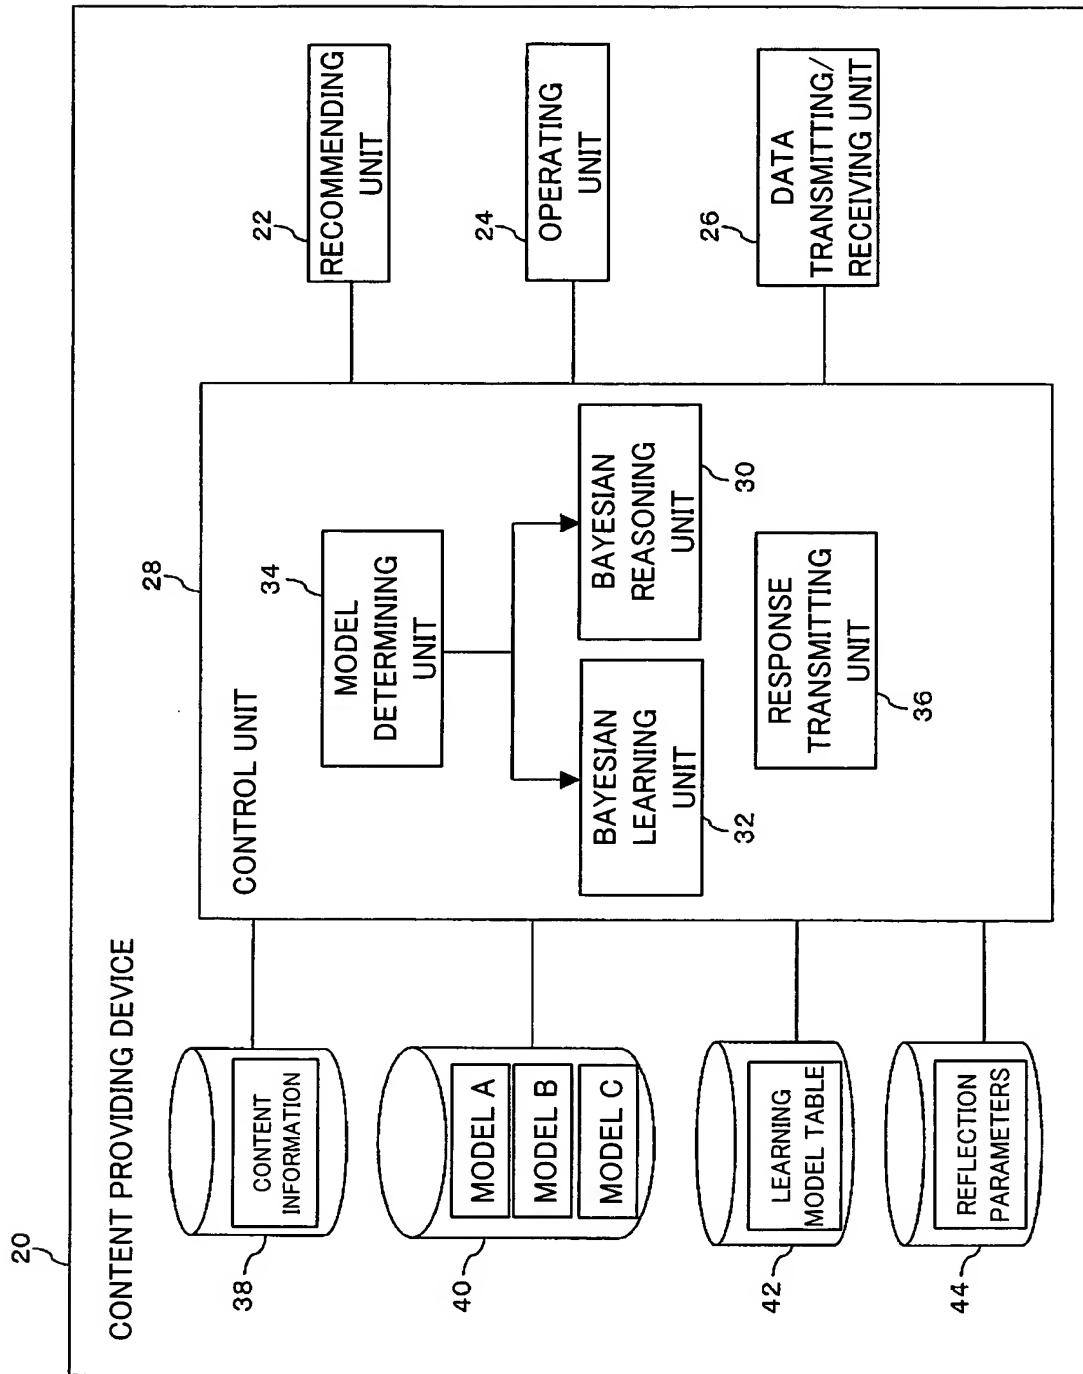 20
CONTENT PROVIDING DEVICE
38
CONTENT
INFORMATION
40
MODEL A
MODEL B
MODEL C
42
LEARNING
MODEL TABLE
44
REFLECTION
PARAMETERS
28
CONTROL UNIT
34
MODEL
DETERMINING
UNIT
BAYESIAN
LEARNING
UNIT
32
BAYESIAN
REASONING
UNIT
30
RESPONSE
TRANSMITTING
UNIT
36
22
RECOMMENDING
UNIT
24
OPERATING
UNIT
26
DATA
TRANSMITTING/
RECEIVING UNIT